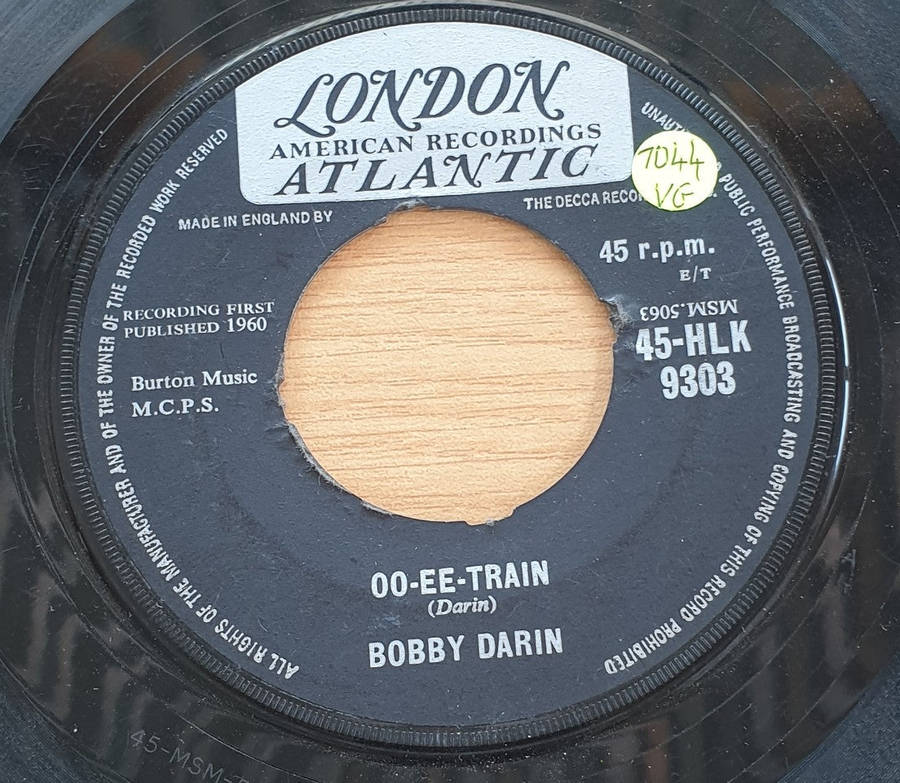 LONDON
AMERICAN RECORDINGS
ATLANTIC
7044
VG
MADE IN ENGLAND BY
THE DECCA
45 r.p.m.
E/T
RECORDING FIRST
PUBLISHED 1960
MSM.5063
45-HLK
9303
Burton Music
M.C.P.S.
OO-EE-TRAIN
(Darin)
BOBBY DARIN
ALL RIGHTS OF THE MANUFACTURER AND OF THE OWNER OF THE RECORDED WORK RESERVED
PUBLIC PERFORMANCE BROADCASTING AND COPYING OF THIS RECORD PROHIBITED
45-MSM-